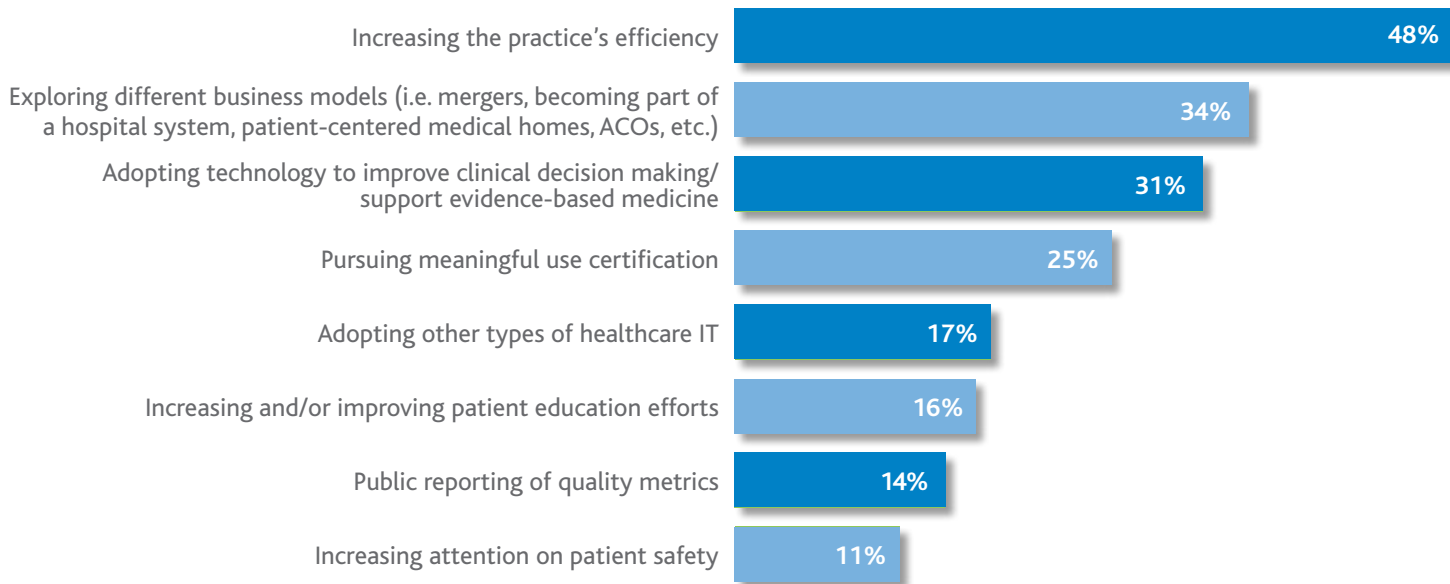 Increasing the practice's efficiency
48%
Exploring different business models (i.e. mergers, becoming part of
a hospital system, patient-centered medical homes, ACOs, etc.)
34%
Adopting technology to improve clinical decision making/
support evidence-based medicine
31%
Pursuing meaningful use certification
25%
Adopting other types of healthcare IT
17%
Increasing and/or improving patient education efforts
16%
Public reporting of quality metrics
14%
Increasing attention on patient safety
11%